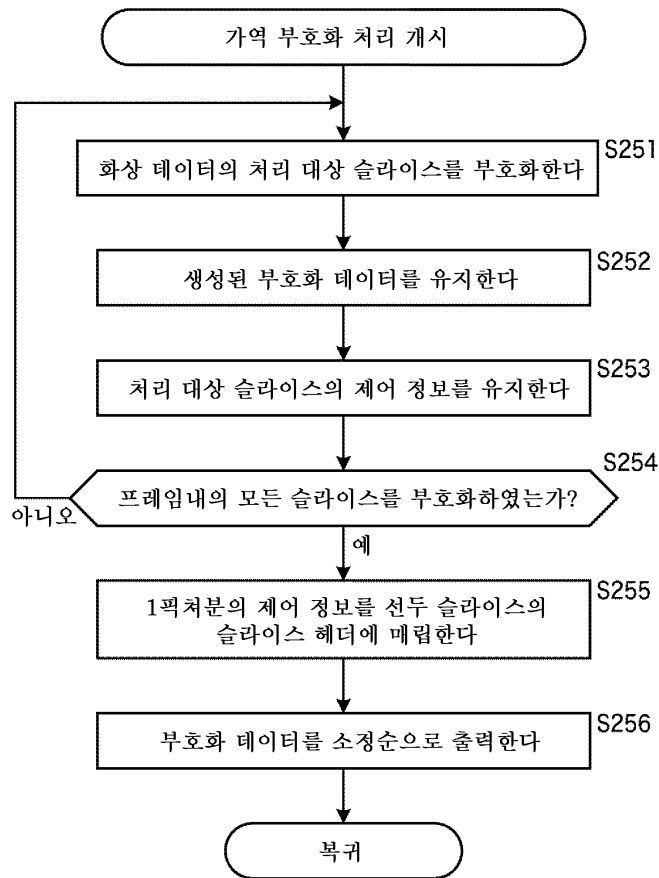 가역 부호화 처리 개시
S251
화상 데이터의 처리 대상 슬라이스를 부호화한다
S252
생성된 부호화 데이터를 유지한다
S253
처리 대상 슬라이스의 제어 정보를 유지한다
S254
프레임내의 모든 슬라이스를 부호화하였는가?
아니오
예
S255
1픽쳐분의 제어 정보를 선두 슬라이스의
슬라이스 헤더에 매립한다
S256
부호화 데이터를 소정순으로 출력한다
복귀